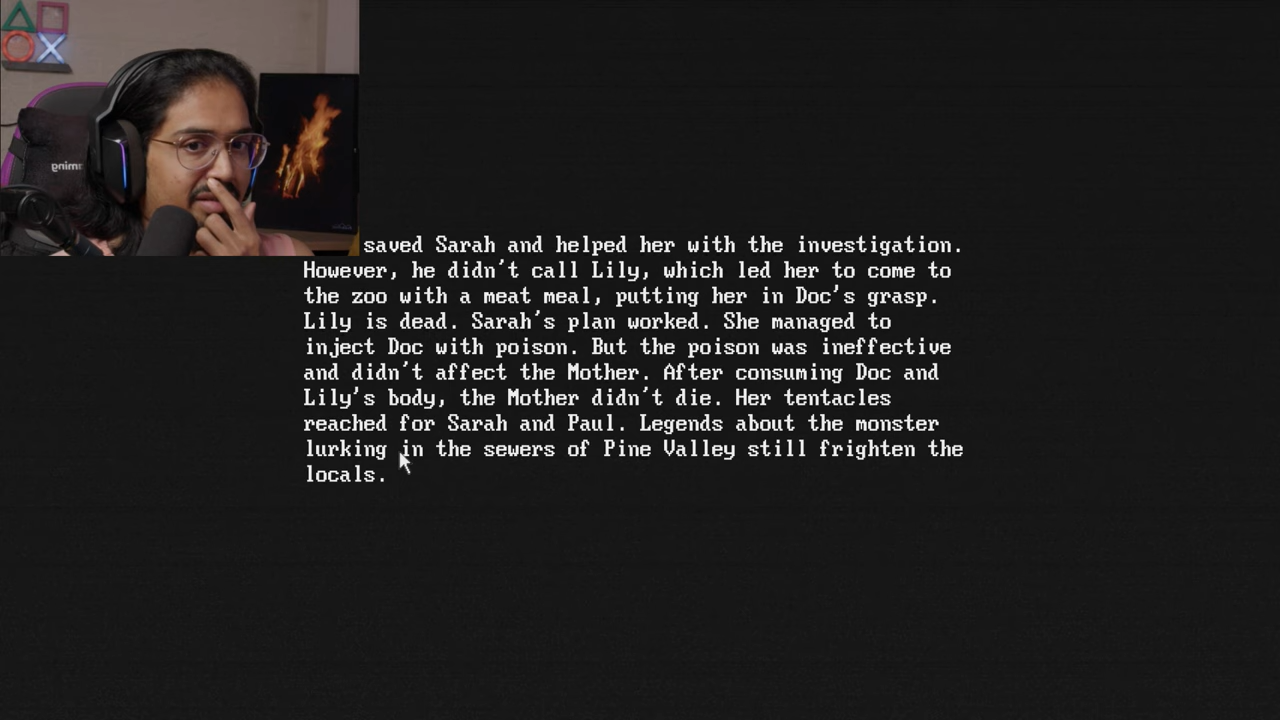 saved Sarah and helped her with the investigation.
However, he didn't call Lily, which led her to come to
the zoo with a meat meal, putting her in Doc's grasp.
Lily is dead. Sarah's plan worked. She managed to
inject Doc with poison. But the poison was ineffective
and didn't affect the Mother. After consuming Doc and
Lily's body, the Mother didn't die. Her tentacles
reached for Sarah and Paul. Legends about the monster
lurking in the sewers of Pine Valley still frighten the
locals.